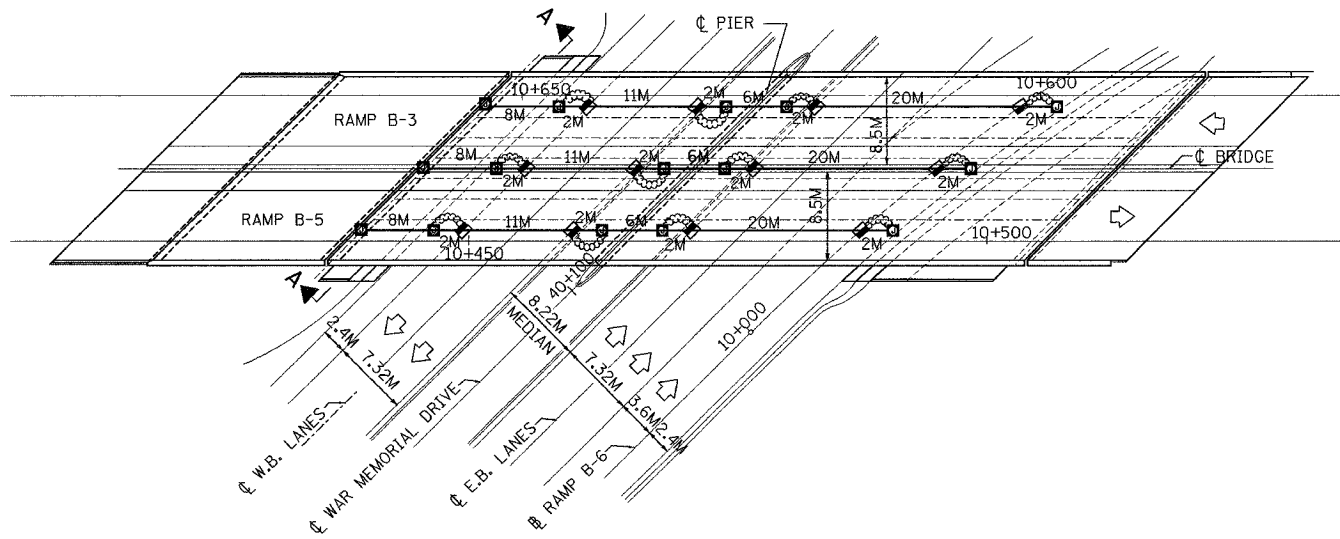 A
℄ PIER
10+650
11M
2M
6M
20M
10+600
8M
2M
2M
2M
RAMP B-3
8.5M
8M
11M
2M
6M
20M
℄ BRIDGE
2M
2M
2M
RAMP B-5
8M
11M
2M
6M
20M
8.5M
2M
2M
2M
10+450
10+500
A
40+100
2.4M
7.32M
8.22M
MEDIAN
7.32M
3.6M
2.4M
10+000
℄ W.B. LANES
℄ WAR MEMORIAL DRIVE
℄ E.B. LANES
B̲L RAMP B-6